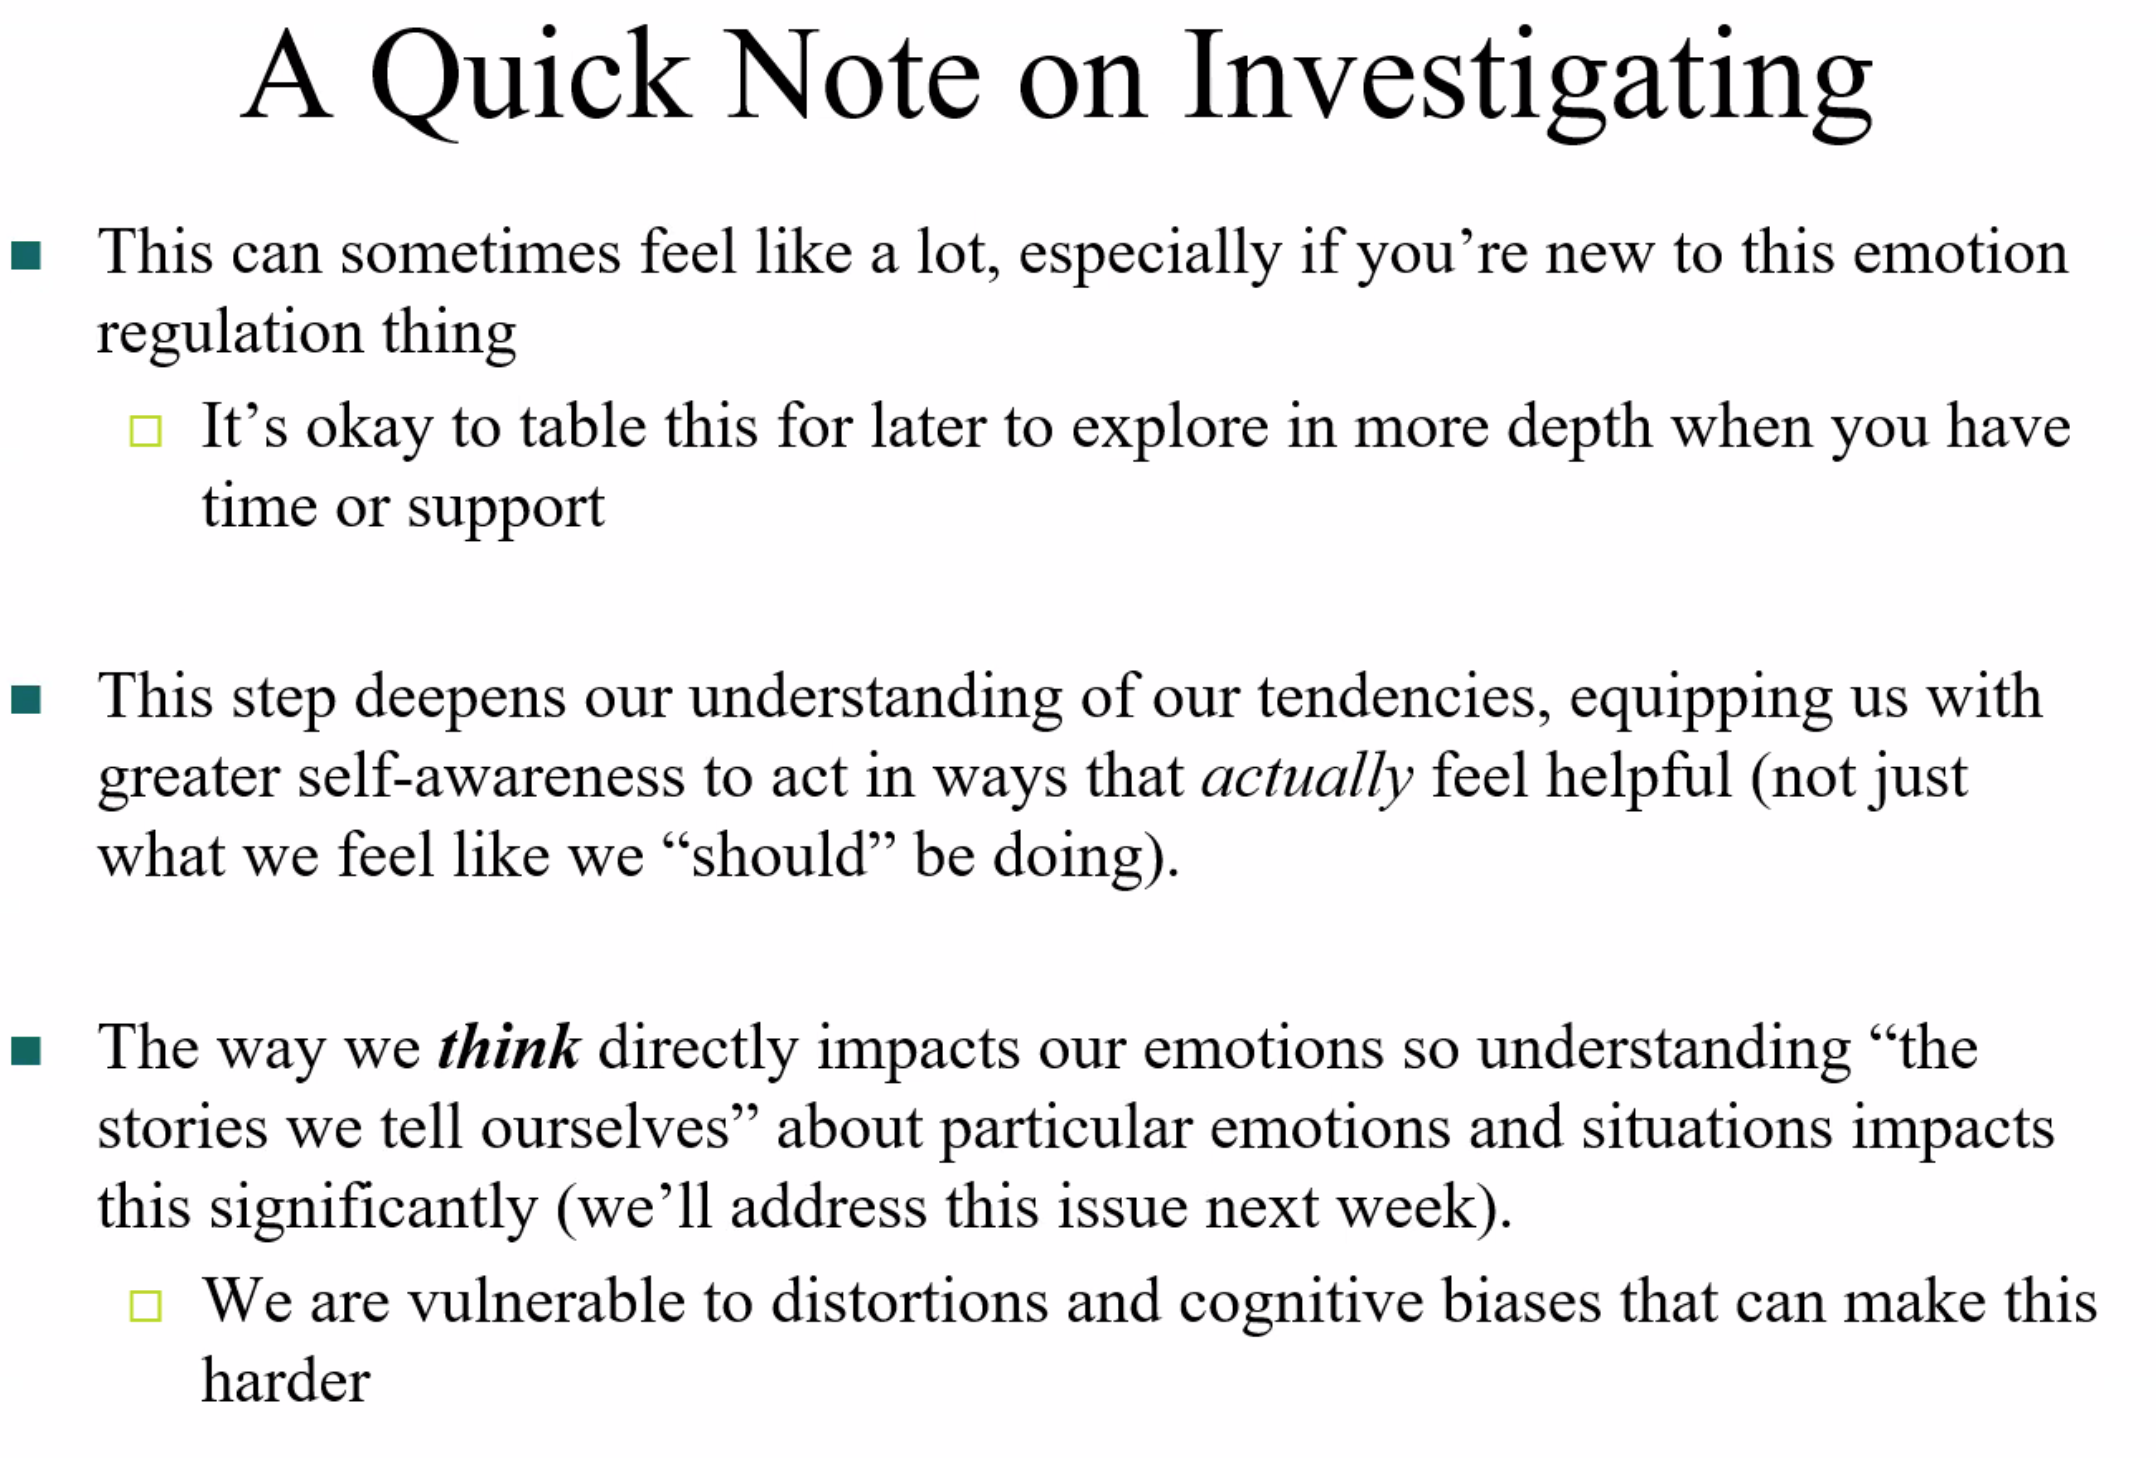 A Quick Note on Investigating
This can sometimes feel like a lot, especially if you’re new to this emotion
regulation thing
It’s okay to table this for later to explore in more depth when you have
time or support
This step deepens our understanding of our tendencies, equipping us with
greater self-awareness to act in ways that actually feel helpful (not just
what we feel like we “should” be doing).
The way we think directly impacts our emotions so understanding “the
stories we tell ourselves” about particular emotions and situations impacts
this significantly (we’ll address this issue next week).
We are vulnerable to distortions and cognitive biases that can make this
harder